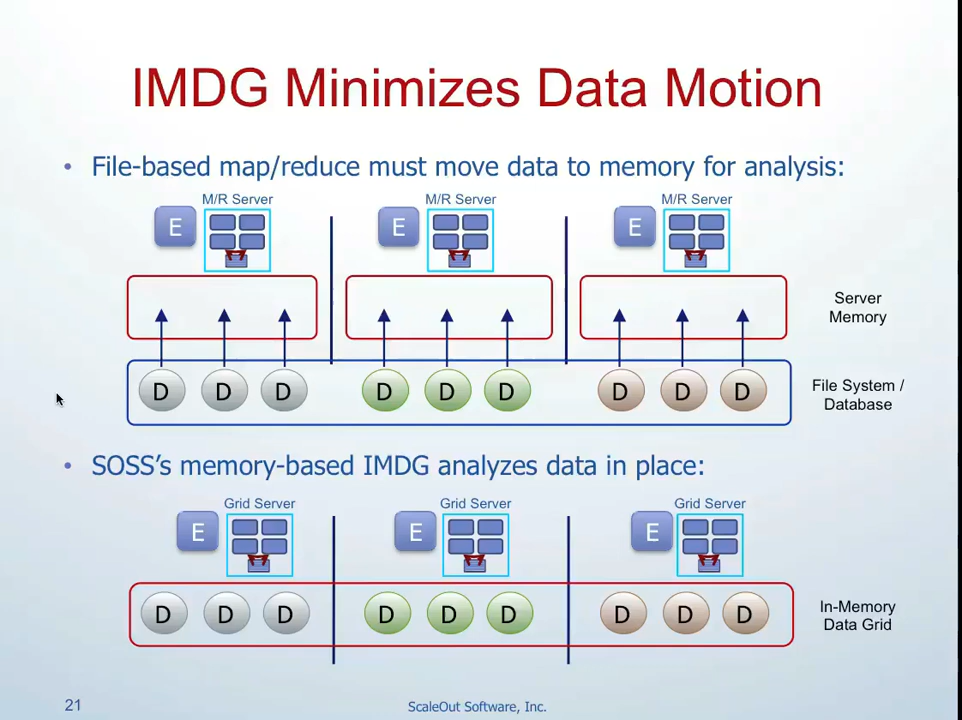 IMDG Minimizes Data Motion
• File-based map/reduce must move data to memory for analysis:
M/R Server
M/R Server
M/R Server
E
E
E
Server
Memory
D D D D D D D D D
File System /
Database
• SOSS's memory-based IMDG analyzes data in place:
Grid Server
Grid Server
Grid Server
E
E
E
D D D D D D D D D
In-Memory
Data Grid
21
ScaleOut Software, Inc.